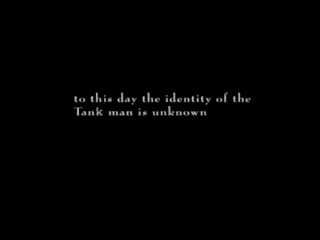 to this day the identity of the
Tank man is unknown